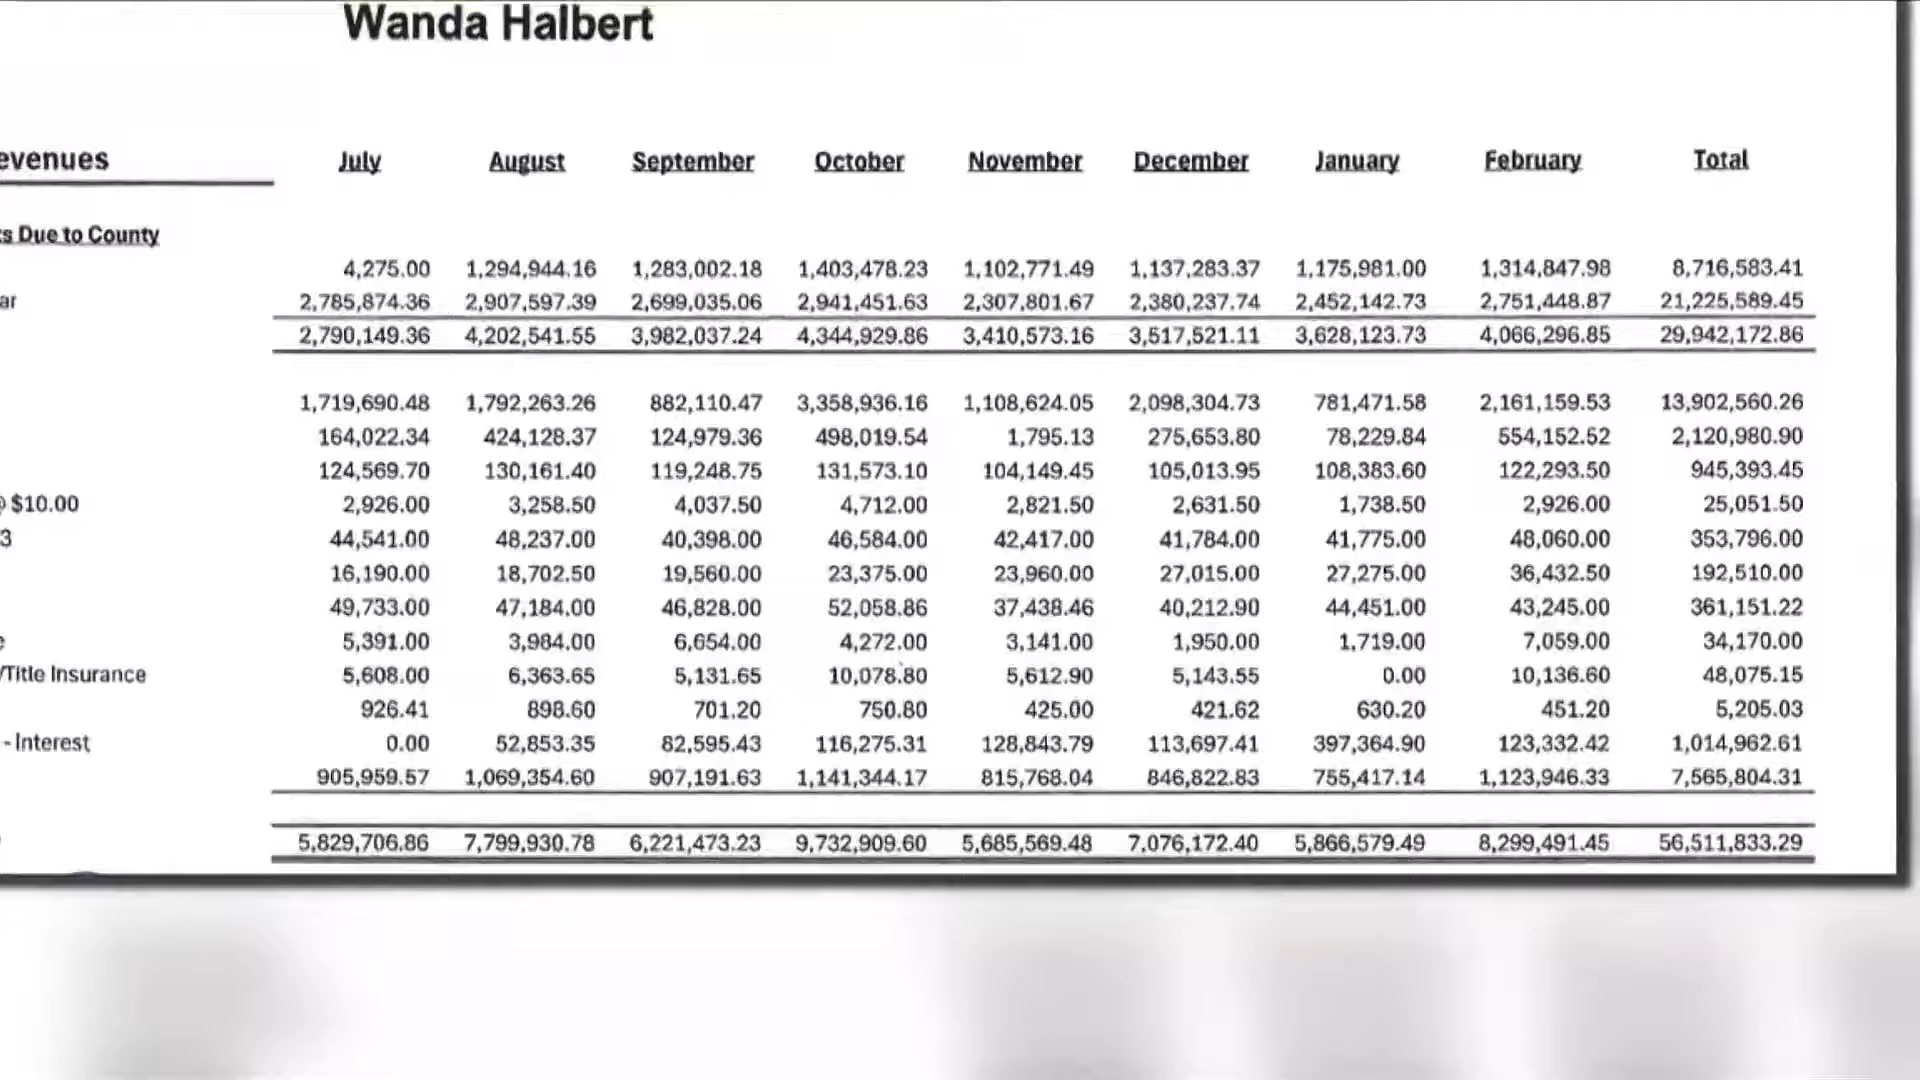 Wanda Halbert
evenues July August September October November December January February Total
s Due to County
4,275.00 1,294,944.16 1,283,002.18 1,403,478.23 1,102,771.49 1,137,283.37 1,175,981.00 1,314,847.98 8,716,583.41
ar 2,785,874.36 2,907,597.39 2,699,035.06 2,941,451.63 2,307,801.67 2,380,237.74 2,452,142.73 2,751,448.87 21,225,589.45
2,790,149.36 4,202,541.55 3,982,037.24 4,344,929.86 3,410,573.16 3,517,521.11 3,628,123.73 4,066,296.85 29,942,172.86
1,719,690.48 1,792,263.26 882,110.47 3,358,936.16 1,108,624.05 2,098,304.73 781,471.58 2,161,159.53 13,902,560.26
164,022.34 424,128.37 124,979.36 498,019.54 1,795.13 275,653.80 78,229.84 554,152.52 2,120,980.90
124,569.70 130,161.40 119,248.75 131,573.10 104,149.45 105,013.95 108,383.60 122,293.50 945,393.45
$10.00 2,926.00 3,258.50 4,037.50 4,712.00 2,821.50 2,631.50 1,738.50 2,926.00 25,051.50
3 44,541.00 48,237.00 40,398.00 46,584.00 42,417.00 41,784.00 41,775.00 48,060.00 353,796.00
16,190.00 18,702.50 19,560.00 23,375.00 23,960.00 27,015.00 27,275.00 36,432.50 192,510.00
49,733.00 47,184.00 46,828.00 52,058.86 37,438.46 40,212.90 44,451.00 43,245.00 361,151.22
e 5,391.00 3,984.00 6,654.00 4,272.00 3,141.00 1,950.00 1,719.00 7,059.00 34,170.00
/Title Insurance 5,608.00 6,363.65 5,131.65 10,078.80 5,612.90 5,143.55 0.00 10,136.60 48,075.15
926.41 898.60 701.20 750.80 425.00 421.62 630.20 451.20 5,205.03
- Interest 0.00 52,853.35 82,595.43 116,275.31 128,843.79 113,697.41 397,364.90 123,332.42 1,014,962.61
905,959.57 1,069,354.60 907,191.63 1,141,344.17 815,768.04 846,822.83 755,417.14 1,123,946.33 7,565,804.31
5,829,706.86 7,799,930.78 6,221,473.23 9,732,909.60 5,685,569.48 7,076,172.40 5,866,579.49 8,299,491.45 56,511,833.29